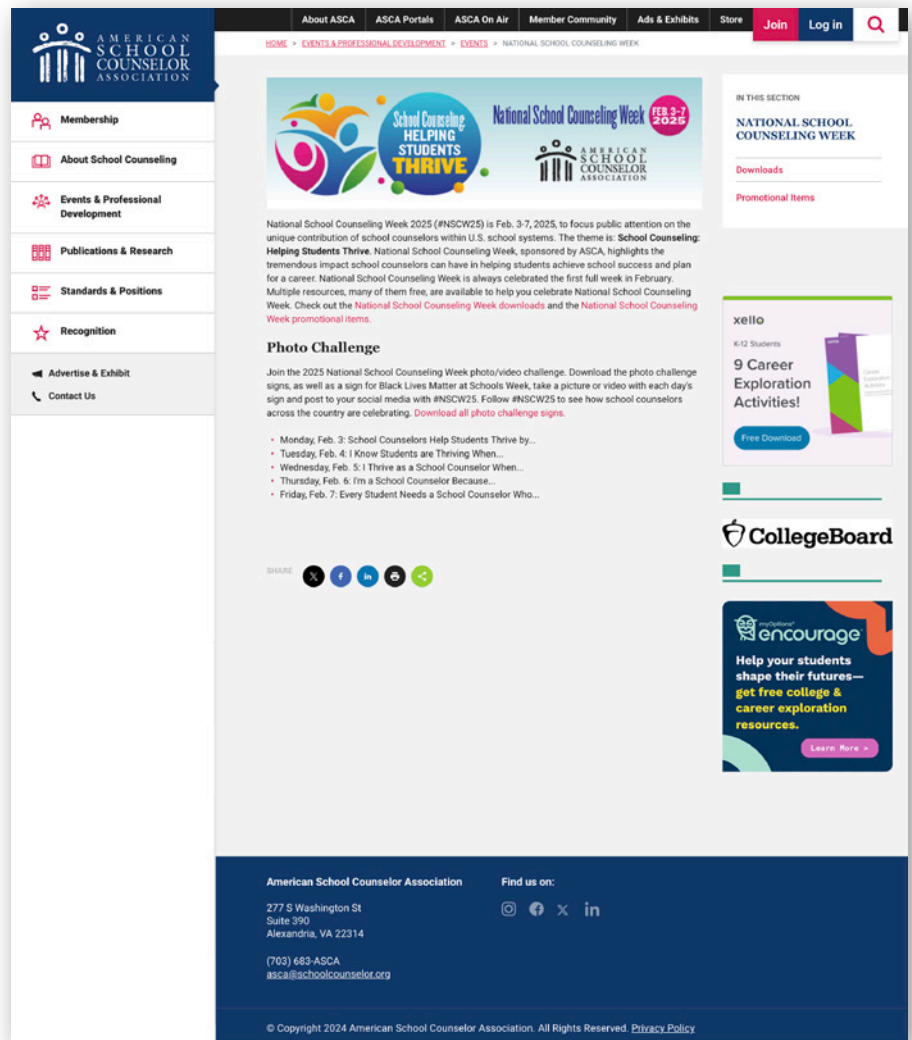 AMERICAN
SCHOOL
COUNSELOR
ASSOCIATION
About ASCA
ASCA Portals
ASCA On Air
Member Community
Ads & Exhibits
Store
Join
Log in
HOME > EVENTS & PROFESSIONAL DEVELOPMENT > EVENTS > NATIONAL SCHOOL COUNSELING WEEK
Membership
About School Counseling
Events & Professional
Development
Publications & Research
Standards & Positions
Recognition
Advertise & Exhibit
Contact Us
School Counseling
HELPING
STUDENTS
THRIVE
National School Counseling Week
FEB. 3-7
2025
AMERICAN
SCHOOL
COUNSELOR
ASSOCIATION
National School Counseling Week 2025 (#NSCW25) is Feb. 3-7, 2025, to focus public attention on the
unique contribution of school counselors within U.S. school systems. The theme is: School Counseling:
Helping Students Thrive. National School Counseling Week, sponsored by ASCA, highlights the
tremendous impact school counselors can have in helping students achieve school success and plan
for a career. National School Counseling Week is always celebrated the first full week in February.
Multiple resources, many of them free, are available to help you celebrate National School Counseling
Week. Check out the National School Counseling Week downloads and the National School Counseling
Week promotional items.
Photo Challenge
Join the 2025 National School Counseling Week photo/video challenge. Download the photo challenge
signs, as well as a sign for Black Lives Matter at Schools Week, take a picture or video with each day's
sign and post to your social media with #NSCW25. Follow #NSCW25 to see how school counselors
across the country are celebrating. Download all photo challenge signs.
• Monday, Feb. 3: School Counselors Help Students Thrive by...
• Tuesday, Feb. 4: I Know Students are Thriving When...
• Wednesday, Feb. 5: I Thrive as a School Counselor When...
• Thursday, Feb. 6: I'm a School Counselor Because...
• Friday, Feb. 7: Every Student Needs a School Counselor Who...
SHARE
IN THIS SECTION
NATIONAL SCHOOL
COUNSELING WEEK
Downloads
Promotional Items
xello
K-12 Students
9 Career
Exploration
Activities!
Free Download
Career
Exploration
Activities
CollegeBoard
myOptions®
encourage
Help your students
shape their futures—
get free college &
career exploration
resources.
Learn More >
American School Counselor Association
277 S Washington St
Suite 390
Alexandria, VA 22314
(703) 683-ASCA
asca@schoolcounselor.org
Find us on:
© Copyright 2024 American School Counselor Association. All Rights Reserved. Privacy Policy